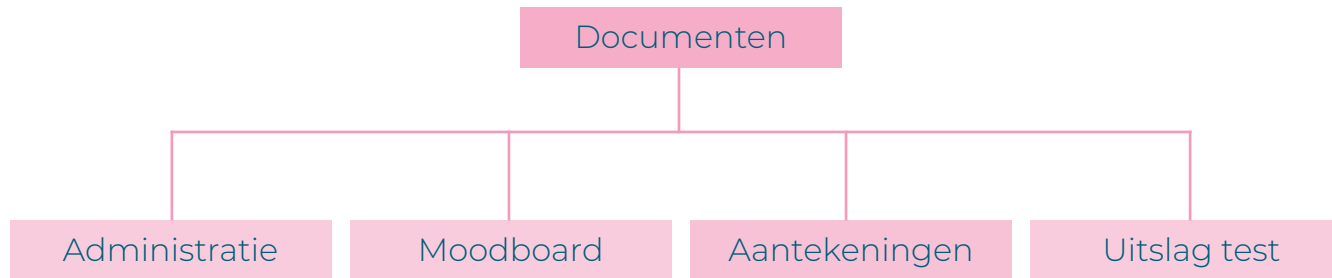 Documenten
Administratie
Moodboard
Aantekeningen
Uitslag test